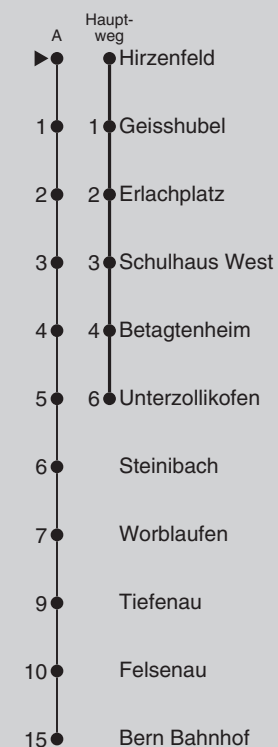 A Haupt-
weg
Hirzenfeld
1 1 Geisshubel
2 2 Erlachplatz
3 3 Schulhaus West
4 4 Betagtenheim
5 6 Unterzollikofen
6 Steinibach
7 Worblaufen
9 Tiefenau
10 Felsenau
15 Bern Bahnhof